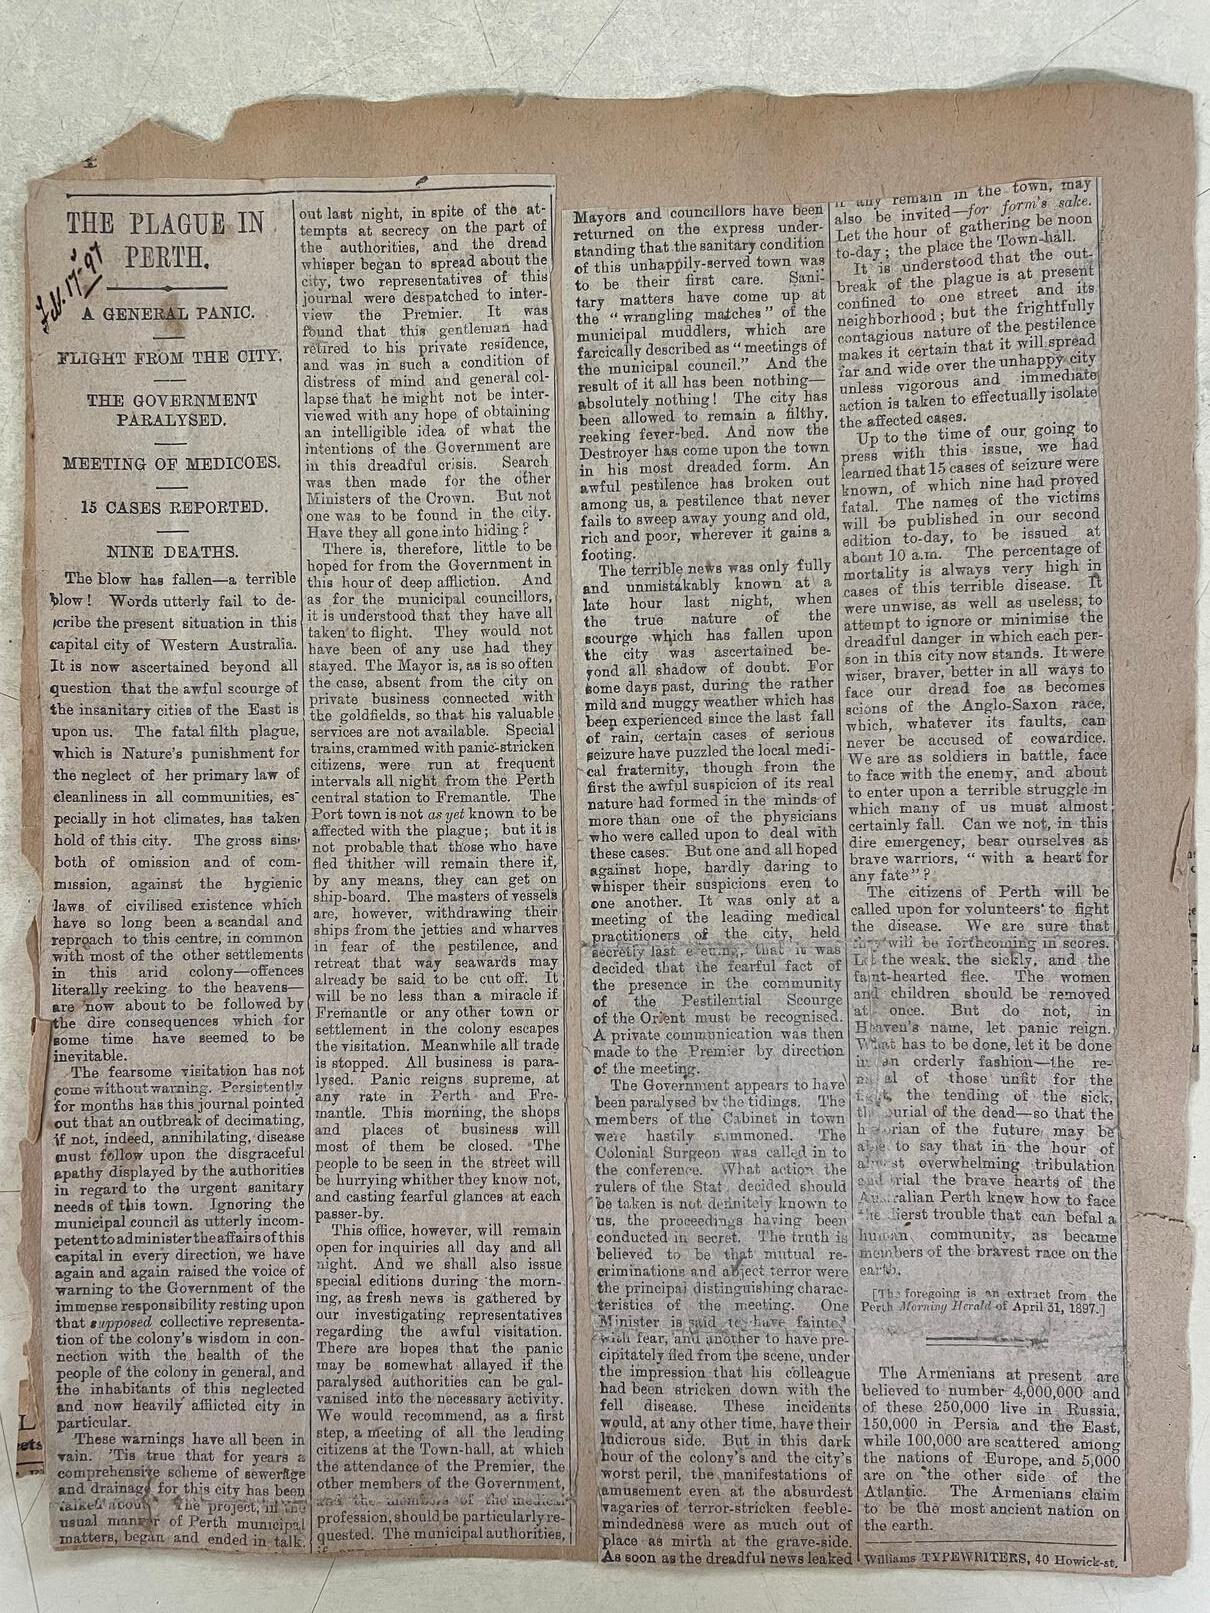 THE PLAGUE IN
PERTH.
Feb. 17-97
A GENERAL PANIC.
FLIGHT FROM THE CITY.
THE GOVERNMENT
PARALYSED.
MEETING OF MEDICOES.
15 CASES REPORTED.
NINE DEATHS.
The blow has fallen—a terrible
blow! Words utterly fail to de-
scribe the present situation in this
capital city of Western Australia.
It is now ascertained beyond all
question that the awful scourge of
the insanitary cities of the East is
upon us. The fatal filth plague,
which is Nature's punishment for
the neglect of her primary law of
cleanliness in all communities, es-
pecially in hot climates, has taken
hold of this city. The gross sins,
both of omission and of com-
mission, against the hygienic
laws of civilised existence which
have so long been a scandal and
reproach to this centre, in common
with most of the other settlements
in this arid colony—offences
literally reeking to the heavens—
are now about to be followed by
the dire consequences which for
some time have seemed to be
inevitable.
The fearsome visitation has not
come without warning. Persistently
for months has this journal pointed
out that an outbreak of decimating,
if not, indeed, annihilating, disease
must follow upon the disgraceful
apathy displayed by the authorities
in regard to the urgent sanitary
needs of this town. Ignoring the
municipal council as utterly incom-
petent to administer the affairs of this
capital in every direction, we have
again and again raised the voice of
warning to the Government of the
immense responsibility resting upon
that supposed collective representa-
tion of the colony's wisdom in con-
nection with the health of the
people of the colony in general, and
the inhabitants of this neglected
and now heavily afflicted city in
particular.
These warnings have all been in
vain. 'Tis true that for years a
comprehensive scheme of sewerage
and drainage for this city has been
talked about. The project, in the
usual manner of Perth municipal
matters, began and ended in talk.
out last night, in spite of the at-
tempts at secrecy on the part of
the authorities, and the dread
whisper began to spread about the
city, two representatives of this
journal were despatched to inter-
view the Premier. It was
found that this gentleman had
retired to his private residence,
and was in such a condition of
distress of mind and general col-
lapse that he might not be inter-
viewed with any hope of obtaining
an intelligible idea of what the
intentions of the Government are
in this dreadful crisis. Search
was then made for the other
Ministers of the Crown. But not
one was to be found in the city.
Have they all gone into hiding?
There is, therefore, little to be
hoped for from the Government in
this hour of deep affliction. And
as for the municipal councillors,
it is understood that they have all
taken to flight. They would not
have been of any use had they
stayed. The Mayor is, as is so often
the case, absent from the city on
private business connected with
the goldfields, so that his valuable
services are not available. Special
trains, crammed with panic-stricken
citizens, were run at frequent
intervals all night from the Perth
central station to Fremantle. The
Port town is not as yet known to be
affected with the plague; but it is
not probable that those who have
fled thither will remain there if,
by any means, they can get on
ship-board. The masters of vessels
are, however, withdrawing their
ships from the jetties and wharves
in fear of the pestilence, and
retreat that way seawards may
already be said to be cut off. It
will be no less than a miracle if
Fremantle or any other town or
settlement in the colony escapes
the visitation. Meanwhile all trade
is stopped. All business is para-
lysed. Panic reigns supreme, at
any rate in Perth and Fre-
mantle. This morning, the shops
and places of business will
most of them be closed. The
people to be seen in the street will
be hurrying whither they know not,
and casting fearful glances at each
passer-by.
This office, however, will remain
open for inquiries all day and all
night. And we shall also issue
special editions during the morn-
ing, as fresh news is gathered by
our investigating representatives
regarding the awful visitation.
There are hopes that the panic
may be somewhat allayed if the
paralysed authorities can be gal-
vanised into the necessary activity.
We would recommend, as a first
step, a meeting of all the leading
citizens at the Town-hall, at which
the attendance of the Premier, the
other members of the Government,
and the members of the medical
profession, should be particularly re-
quested. The municipal authorities,
Mayors and councillors have been
returned on the express under-
standing that the sanitary condition
of this unhappily-served town was
to be their first care. Sani-
tary matters have come up at
the "wrangling matches" of the
municipal muddlers, which are
farcically described as "meetings of
the municipal council." And the
result of it all has been nothing—
absolutely nothing! The city has
been allowed to remain a filthy,
reeking fever-bed. And now the
Destroyer has come upon the town
in his most dreaded form. An
awful pestilence has broken out
among us, a pestilence that never
fails to sweep away young and old,
rich and poor, wherever it gains a
footing.
The terrible news was only fully
and unmistakably known at a
late hour last night, when
the true nature of the
scourge which has fallen upon
the city was ascertained be-
yond all shadow of doubt. For
some days past, during the rather
mild and muggy weather which has
been experienced since the last fall
of rain, certain cases of serious
seizure have puzzled the local medi-
cal fraternity, though from the
first the awful suspicion of its real
nature had formed in the minds of
more than one of the physicians
who were called upon to deal with
these cases. But one and all hoped
against hope, hardly daring to
whisper their suspicions even to
one another. It was only at a
meeting of the leading medical
practitioners of the city, held
secretly last evening, that it was
decided that the fearful fact of
the presence in the community
of the Pestilential Scourge
of the Orient must be recognised.
A private communication was then
made to the Premier by direction
of the meeting.
The Government appears to have
been paralysed by the tidings. The
members of the Cabinet in town
were hastily summoned. The
Colonial Surgeon was called in to
the conference. What action the
rulers of the Stat decided should
be taken is not definitely known to
us, the proceedings having been
conducted in secret. The truth is
believed to be that mutual re-
criminations and abject terror were
the principal distinguishing charac-
teristics of the meeting. One
Minister is said to have fainted
with fear, and another to have pre-
cipitately fled from the scene, under
the impression that his colleague
had been stricken down with the
fell disease. These incidents
would, at any other time, have their
ludicrous side. But in this dark
hour of the colony's and the city's
worst peril, the manifestations of
amusement even at the absurdest
vagaries of terror-stricken feeble-
mindedness were as much out of
place as mirth at the grave-side.
As soon as the dreadful news leaked
if any remain in the town, may
also be invited—for form's sake.
Let the hour of gathering be noon
to-day; the place the Town-hall.
It is understood that the out-
break of the plague is at present
confined to one street and its
neighborhood; but the frightfully
contagious nature of the pestilence
makes it certain that it will spread
far and wide over the unhappy city
unless vigorous and immediate
action is taken to effectually isolate
the affected cases.
Up to the time of our going to
press with this issue, we had
learned that 15 cases of seizure were
known, of which nine had proved
fatal. The names of the victims
will be published in our second
edition to-day, to be issued at
about 10 a.m. The percentage of
mortality is always very high in
cases of this terrible disease. It
were unwise, as well as useless, to
attempt to ignore or minimise the
dreadful danger in which each per-
son in this city now stands. It were
wiser, braver, better in all ways to
face our dread foe as becomes
scions of the Anglo-Saxon race,
which, whatever its faults, can
never be accused of cowardice.
We are as soldiers in battle, face
to face with the enemy, and about
to enter upon a terrible struggle in
which many of us must almost
certainly fall. Can we not, in this
dire emergency, bear ourselves as
brave warriors, "with a heart for
any fate"?
The citizens of Perth will be
called upon for volunteers to fight
the disease. We are sure that
they will be forthcoming in scores.
Let the weak, the sickly, and the
faint-hearted flee. The women
and children should be removed
at once. But do not, in
Heaven's name, let panic reign.
What has to be done, let it be done
in an orderly fashion—the re-
moval of those unfit for the
fight, the tending of the sick,
the burial of the dead—so that the
historian of the future may be
able to say that in the hour of
almost overwhelming tribulation
and trial the brave hearts of the
Australian Perth knew how to face
the direst trouble that can befal a
human community, as became
members of the bravest race on the
earth.
[The foregoing is an extract from the
Perth Morning Herald of April 31, 1897.]
The Armenians at present are
believed to number 4,000,000 and
of these 250,000 live in Russia,
150,000 in Persia and the East,
while 100,000 are scattered among
the nations of Europe, and 5,000
are on the other side of the
Atlantic. The Armenians claim
to be the most ancient nation on
the earth.
Williams TYPEWRITERS, 40 Howick-st.